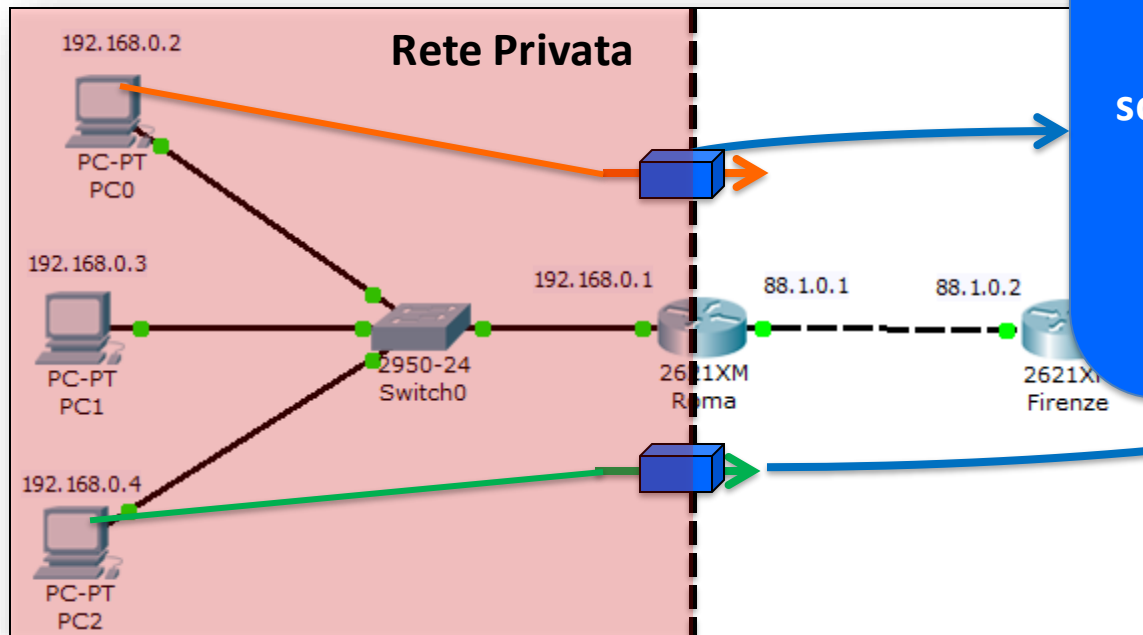 192.168.0.2
Rete Privata
PC-PT
PC0
192.168.0.3
192.168.0.1
88.1.0.1
88.1.0.2
PC-PT
PC1
2950-24
Switch0
2621XM
Roma
2621X
Firenze
192.168.0.4
PC-PT
PC2